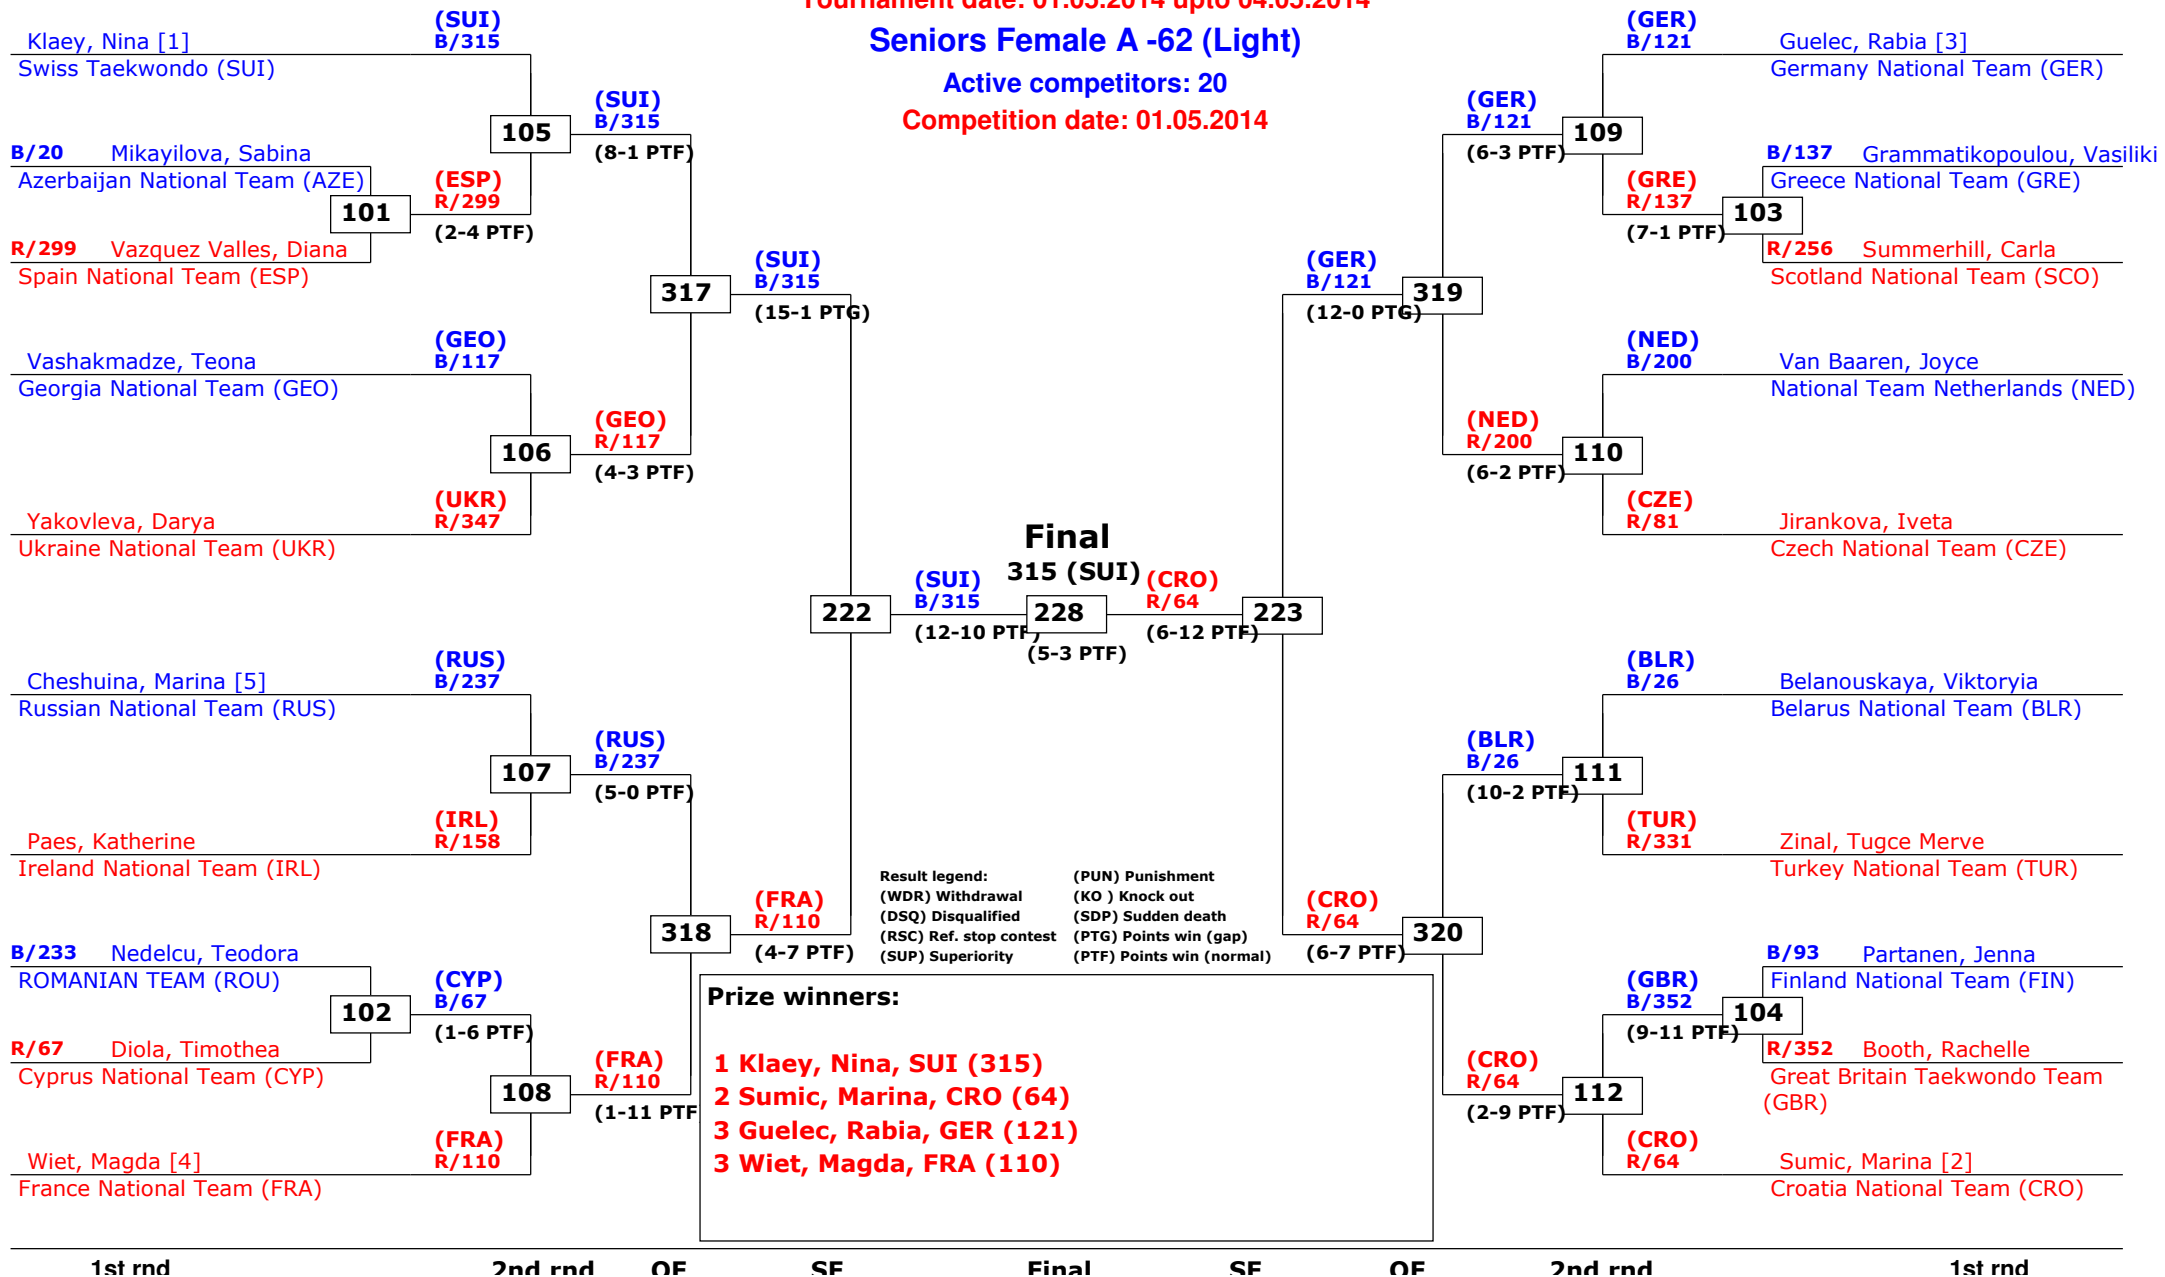 Tournament date: 01.05.2014 upto 04.05.2014
Seniors Female A -62 (Light)
Active competitors: 20
Competition date: 01.05.2014
Klaey, Nina [1]
Swiss Taekwondo (SUI)
(SUI)
B/315
B/20 Mikayilova, Sabina
Azerbaijan National Team (AZE)
101
R/299 Vazquez Valles, Diana
Spain National Team (ESP)
(ESP)
R/299
(2-4 PTF)
105
(SUI)
B/315
(8-1 PTF)
Vashakmadze, Teona
Georgia National Team (GEO)
(GEO)
B/117
106
Yakovleva, Darya
Ukraine National Team (UKR)
(UKR)
R/347
(GEO)
R/117
(4-3 PTF)
317
(SUI)
B/315
(15-1 PTG)
Cheshuina, Marina [5]
Russian National Team (RUS)
(RUS)
B/237
107
Paes, Katherine
Ireland National Team (IRL)
(IRL)
R/158
(RUS)
B/237
(5-0 PTF)
B/233 Nedelcu, Teodora
ROMANIAN TEAM (ROU)
102
R/67 Diola, Timothea
Cyprus National Team (CYP)
(CYP)
B/67
(1-6 PTF)
108
Wiet, Magda [4]
France National Team (FRA)
(FRA)
R/110
(FRA)
R/110
(1-11 PTF
318
(FRA)
R/110
(4-7 PTF)
222
(SUI)
B/315
(12-10 PTF)
Final
315 (SUI)
228
(5-3 PTF)
(CRO)
R/64
(6-12 PTF)
223
(GER)
B/121
(12-0 PTG)
319
(GER)
B/121
(6-3 PTF)
109
(GER)
B/121
Guelec, Rabia [3]
Germany National Team (GER)
(GRE)
R/137
(7-1 PTF)
103
B/137 Grammatikopoulou, Vasiliki
Greece National Team (GRE)
R/256 Summerhill, Carla
Scotland National Team (SCO)
(NED)
R/200
(6-2 PTF)
110
(NED)
B/200
Van Baaren, Joyce
National Team Netherlands (NED)
(CZE)
R/81
Jirankova, Iveta
Czech National Team (CZE)
(CRO)
R/64
(6-7 PTF)
320
(BLR)
B/26
(10-2 PTF)
111
(BLR)
B/26
Belanouskaya, Viktoryia
Belarus National Team (BLR)
(TUR)
R/331
Zinal, Tugce Merve
Turkey National Team (TUR)
(CRO)
R/64
(2-9 PTF)
112
(GBR)
B/352
(9-11 PTF)
104
B/93 Partanen, Jenna
Finland National Team (FIN)
R/352 Booth, Rachelle
Great Britain Taekwondo Team
(GBR)
(CRO)
R/64
Sumic, Marina [2]
Croatia National Team (CRO)
Result legend: (PUN) Punishment
(WDR) Withdrawal (KO ) Knock out
(DSQ) Disqualified (SDP) Sudden death
(RSC) Ref. stop contest (PTG) Points win (gap)
(SUP) Superiority (PTF) Points win (normal)
Prize winners:
1 Klaey, Nina, SUI (315)
2 Sumic, Marina, CRO (64)
3 Guelec, Rabia, GER (121)
3 Wiet, Magda, FRA (110)
1st rnd 2nd rnd QF SF Final SF QF 2nd rnd 1st rnd